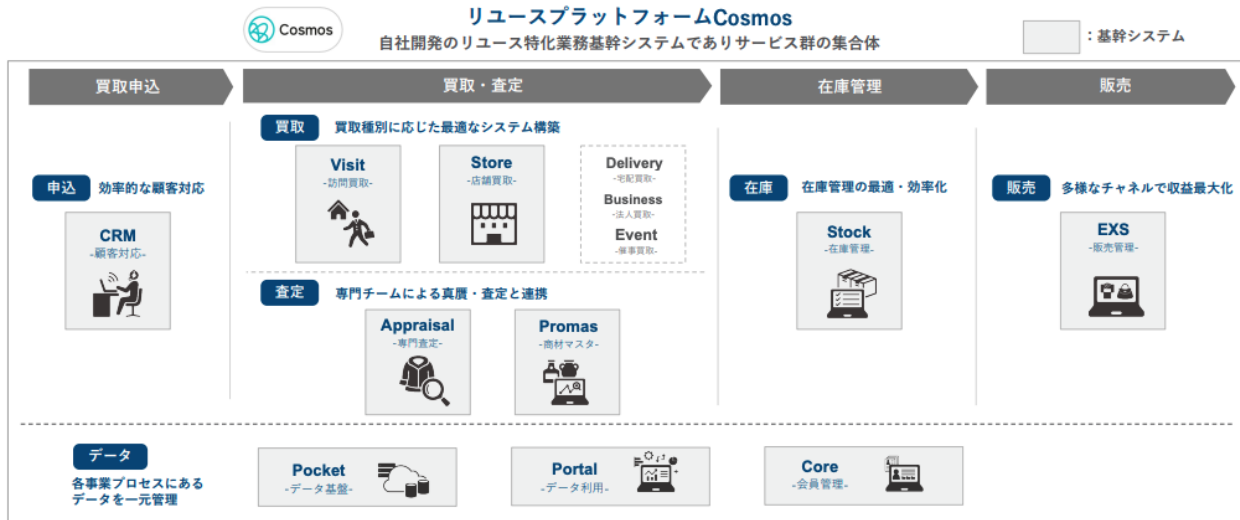 Cosmos
リユースプラットフォームCosmos
自社開発のリユース特化業務基幹システムでありサービス群の集合体
：基幹システム
買取申込
買取・査定
在庫管理
販売
申込
効率的な顧客対応
CRM
-顧客対応-
買取
買取種別に応じた最適なシステム構築
Visit
-訪問買取-
Store
-店舗買取-
Delivery
-宅配買取-
Business
-法人買取-
Event
-催事買取-
査定
専門チームによる真贋・査定と連携
Appraisal
-専門査定-
Promas
-商材マスタ-
在庫
在庫管理の最適・効率化
Stock
-在庫管理-
販売
多様なチャネルで収益最大化
EXS
-販売管理-
データ
各事業プロセスにある
データを一元管理
Pocket
-データ基盤-
Portal
-データ利用-
Core
-会員管理-